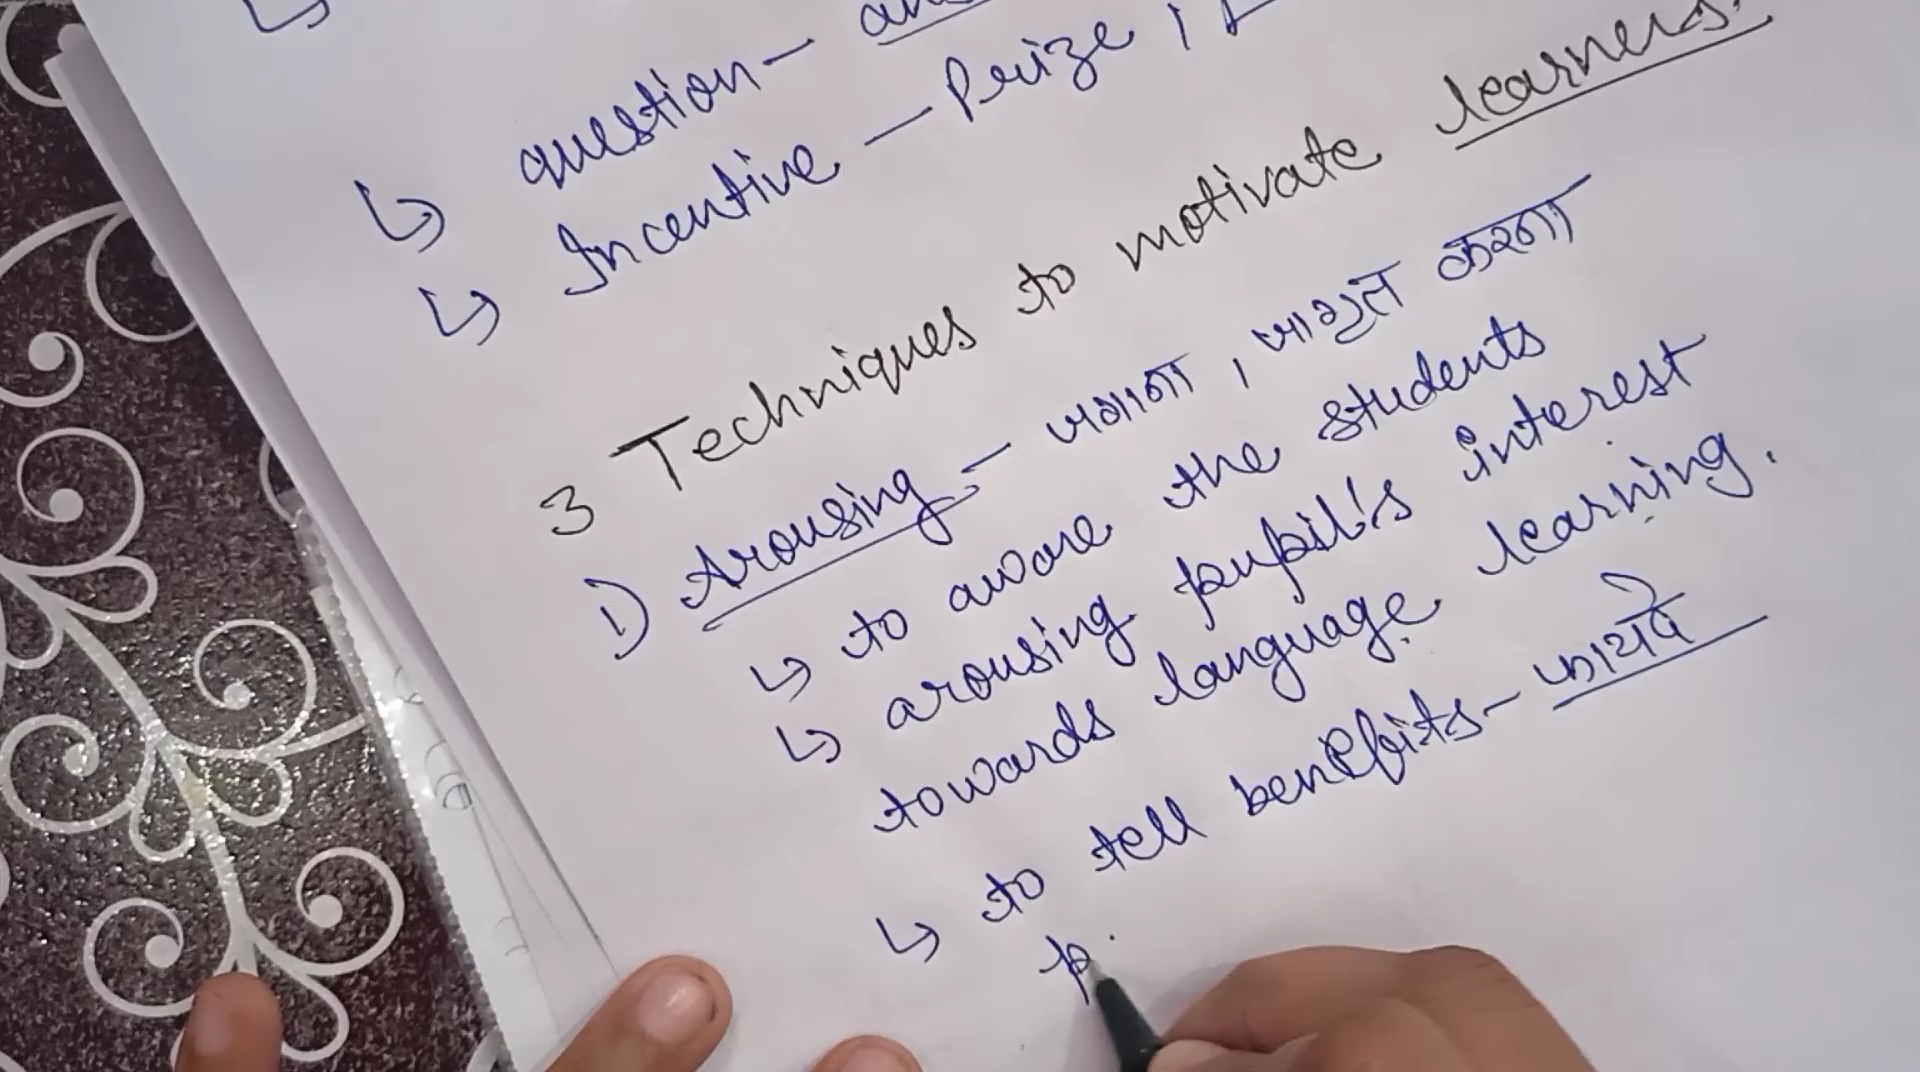 ↳ question -
↳ Incentive - Prize,
3 Techniques to motivate learners.
1) Arousing - जगाना, जाग्रत करना
↳ to aware the students
↳ arousing pupil's interest
towards language learning.
↳ to tell benefits - फायदे
p